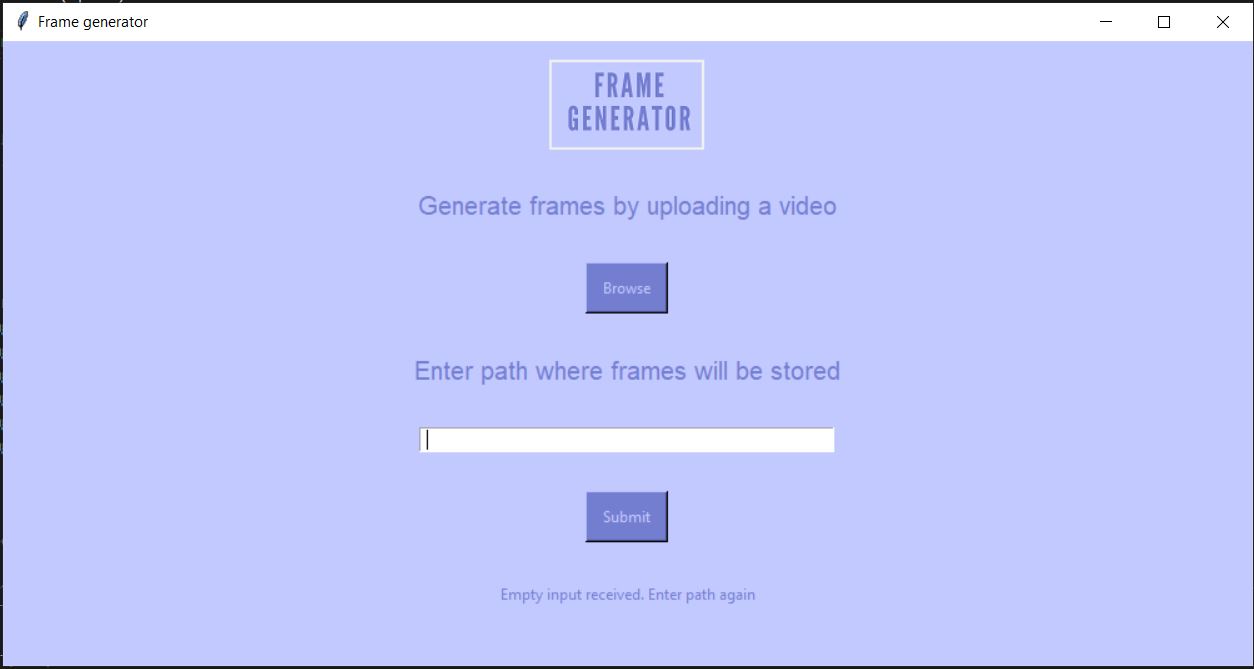 Frame generator
FRAME
GENERATOR
Generate frames by uploading a video
Browse
Enter path where frames will be stored
Submit
Empty input received. Enter path again